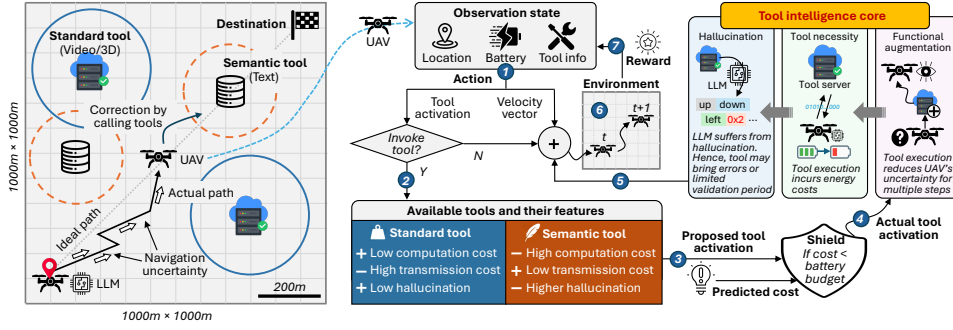 Destination
Standard tool
(Video/3D)
Semantic tool
(Text)
Correction by
calling tools
UAV
Actual path
Ideal path
Navigation
uncertainty
LLM
200m
1000m × 1000m
1000m × 1000m
UAV
Observation state
Location
Battery
Tool info
1
Action
Tool
activation
Velocity
vector
Invoke
tool?
N
Y
2
+
7
Reward
Environment
6
t
t+1
5
Available tools and their features
Standard tool
+ Low computation cost
− High transmission cost
+ Low hallucination
Semantic tool
− High computation cost
+ Low transmission cost
− Higher hallucination
3
Proposed tool
activation
Predicted cost
Shield
If cost <
battery
budget
4
Actual tool
activation
Tool intelligence core
Hallucination
LLM
up down
left 0x2 ...
LLM suffers from
hallucination.
Hence, tool may
bring errors or
limited
validation period
Tool necessity
Tool server
Tool execution
incurs energy
costs
Functional
augmentation
?
Tool execution
reduces UAV's
uncertainty for
multiple steps